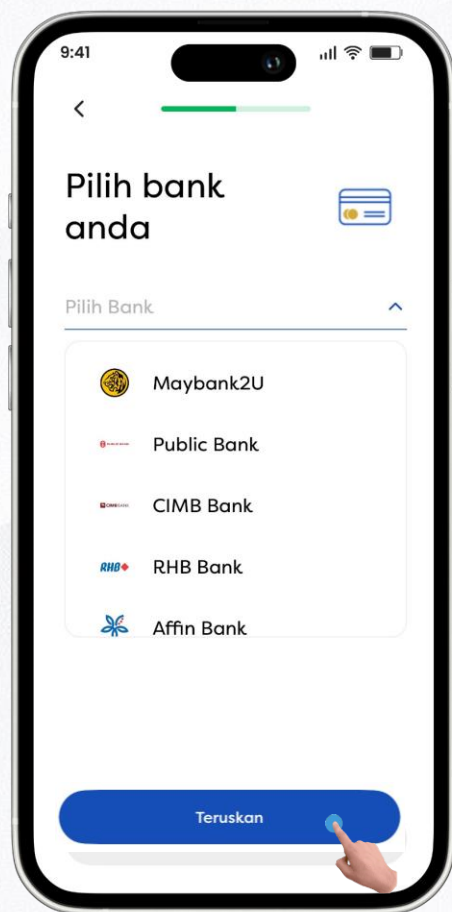 9:41
Pilih bank
anda
Pilih Bank
Maybank2U
Public Bank
CIMB Bank
RHB
RHB Bank
Affin Bank
Teruskan